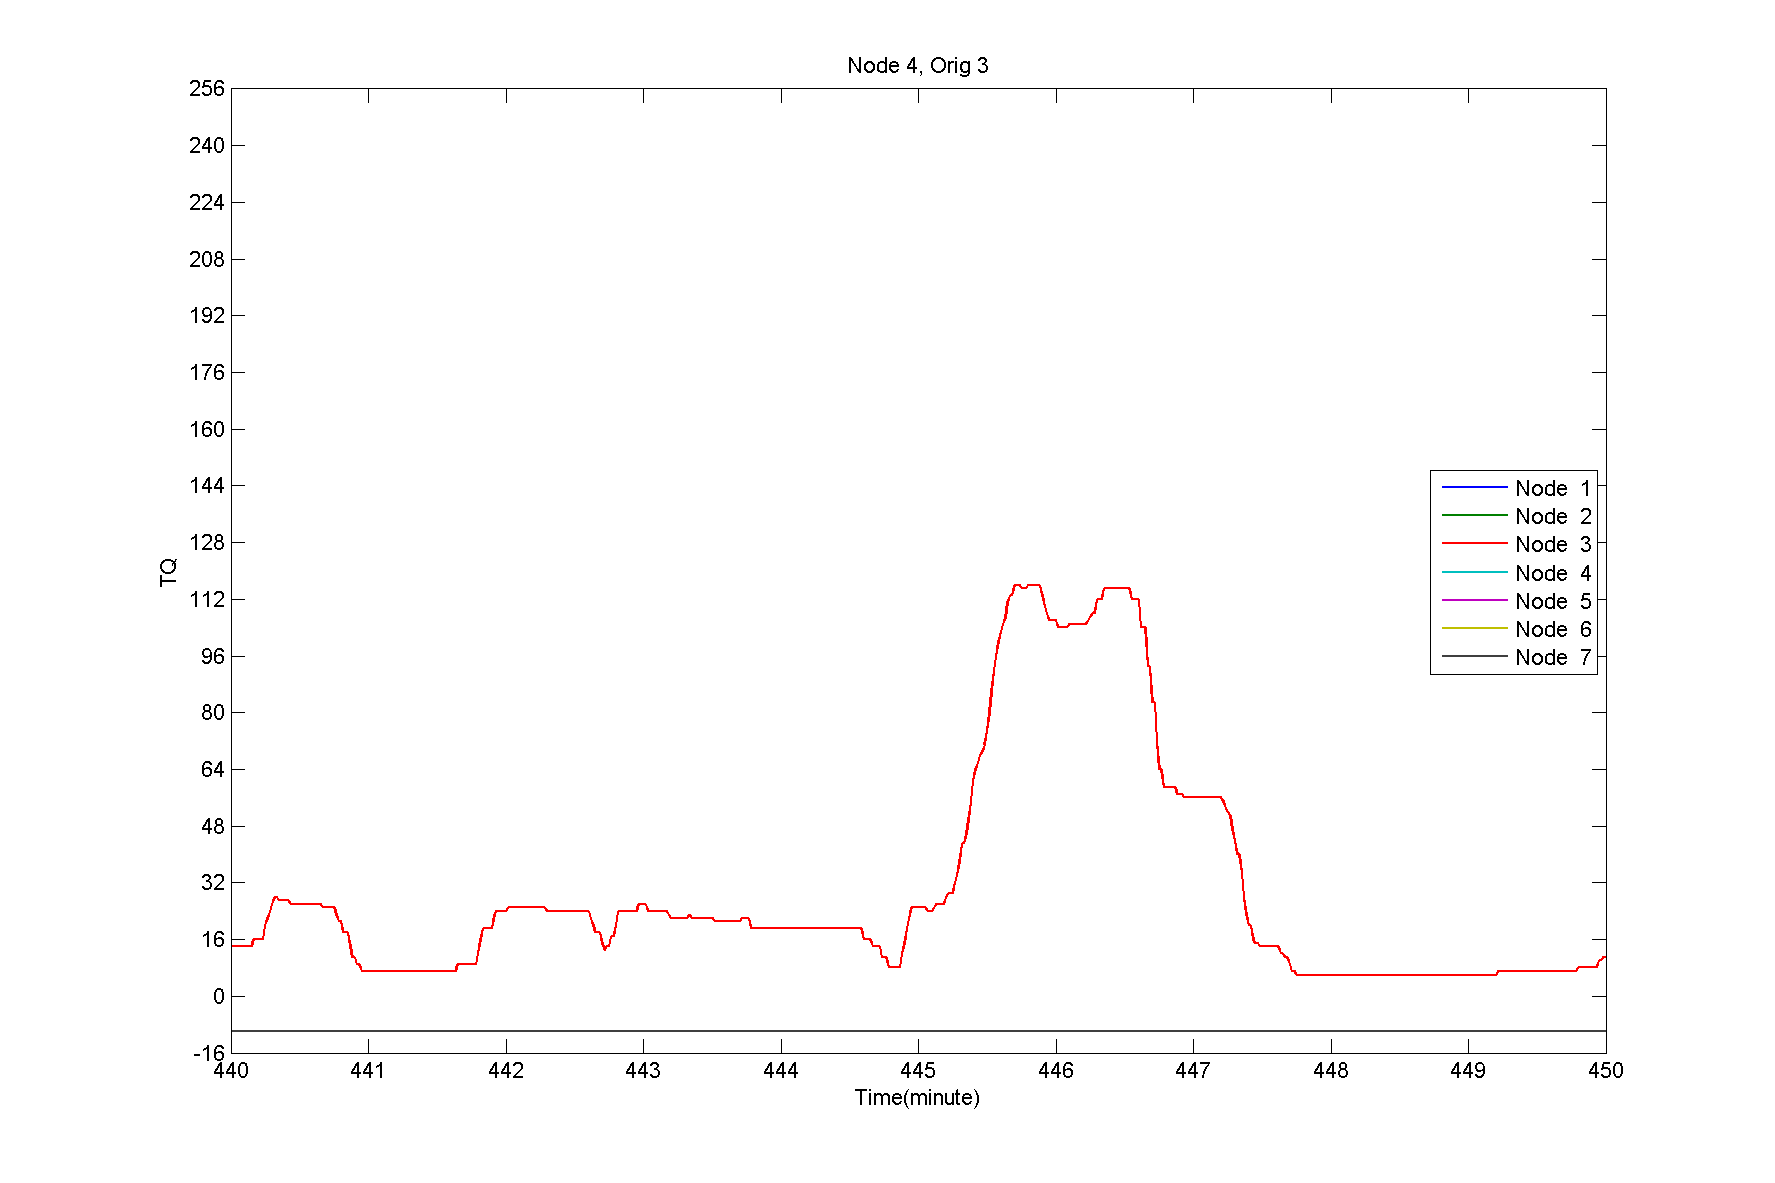 Node 4, Orig 3
256
240
224
208
192
176
160
144
128
112
96
80
64
48
32
16
0
-16
TQ
Node 1
Node 2
Node 3
Node 4
Node 5
Node 6
Node 7
440 441 442 443 444 445 446 447 448 449 450
Time(minute)